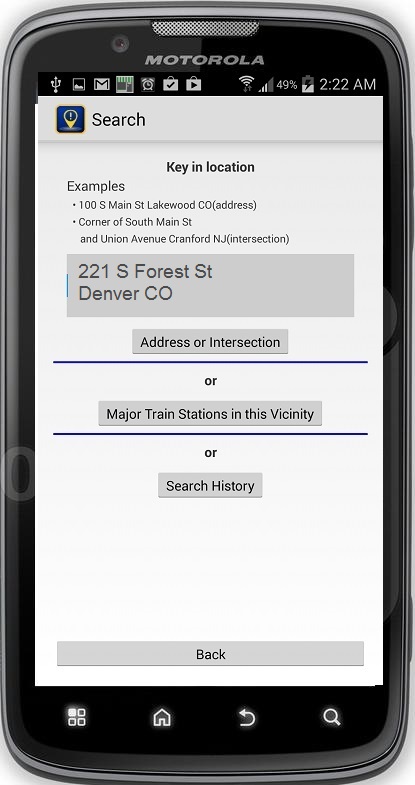 MOTOROLA
49% 2:22 AM
Search
Key in location
Examples
• 100 S Main St Lakewood CO(address)
• Corner of South Main St
and Union Avenue Cranford NJ(intersection)
221 S Forest St
Denver CO
Address or Intersection
or
Major Train Stations in this Vicinity
or
Search History
Back